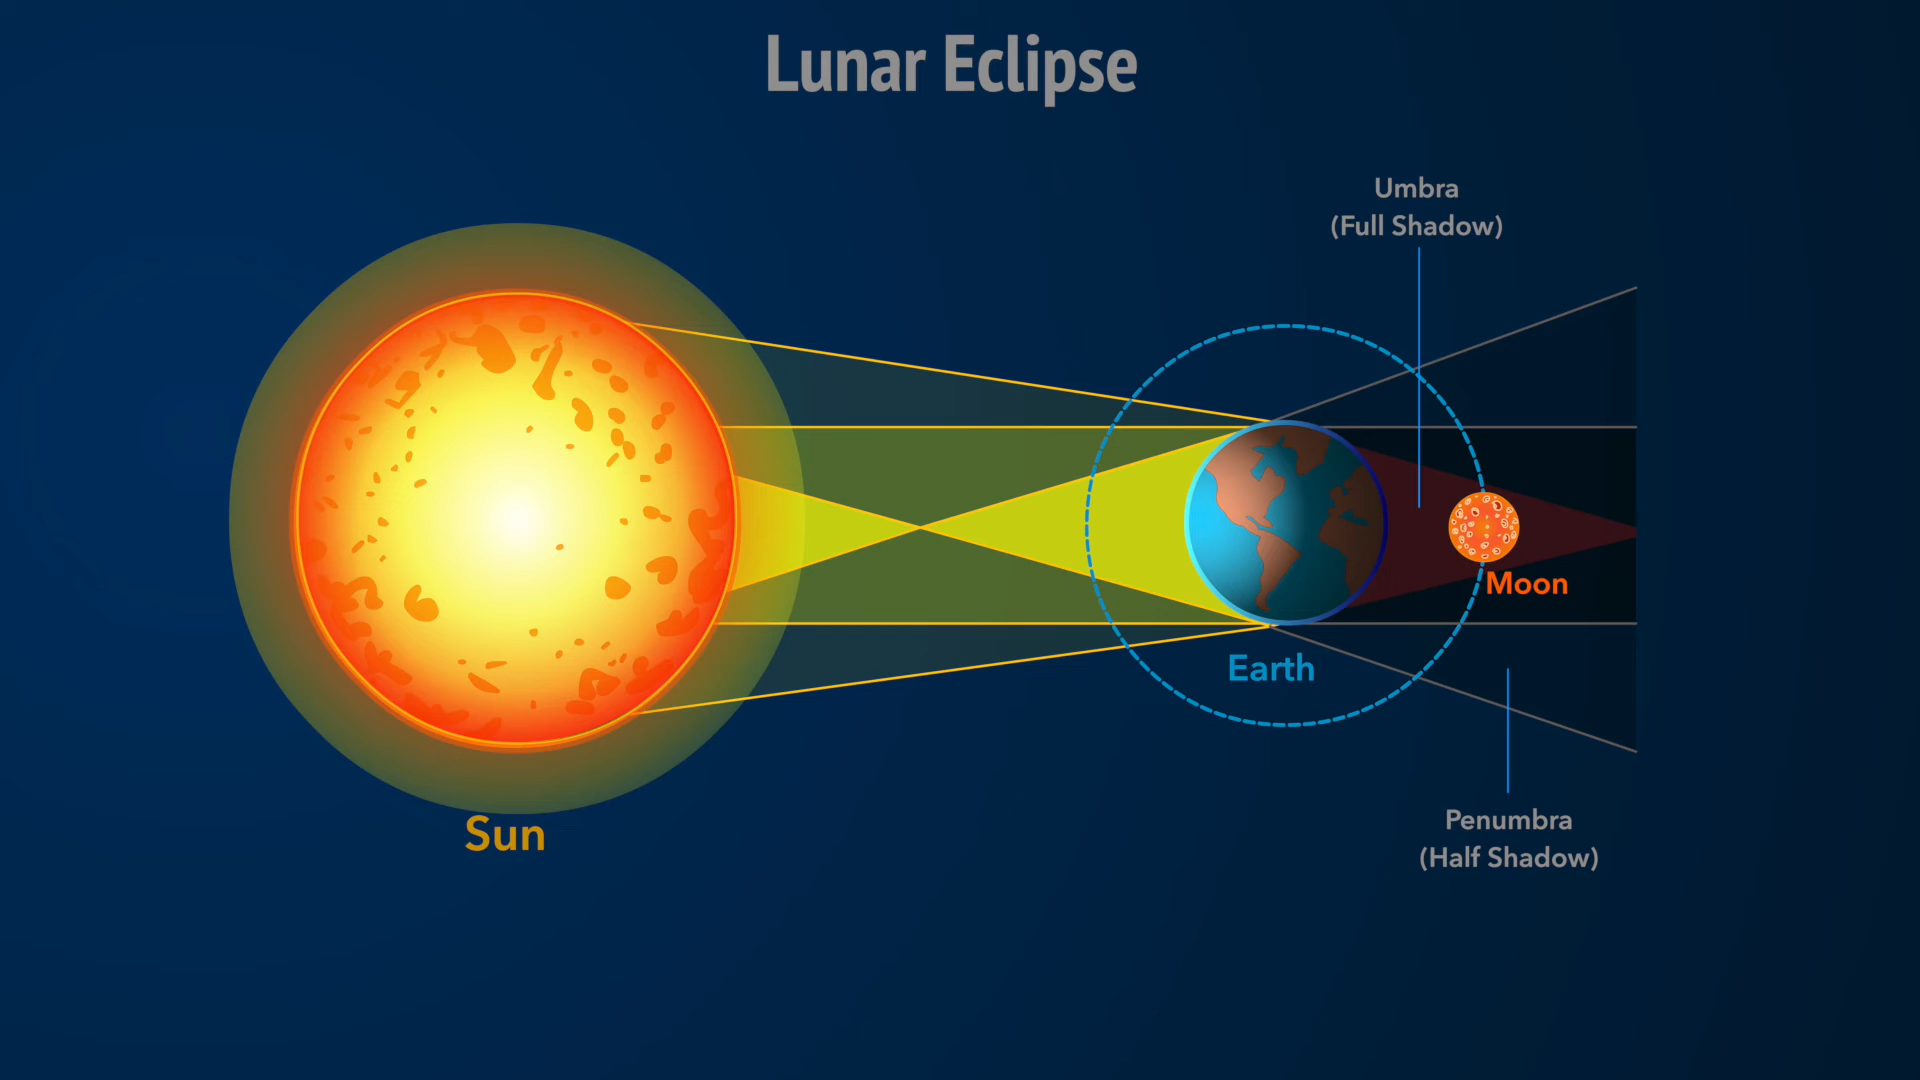 Lunar Eclipse
Umbra
(Full Shadow)
Moon
Earth
Sun
Penumbra
(Half Shadow)